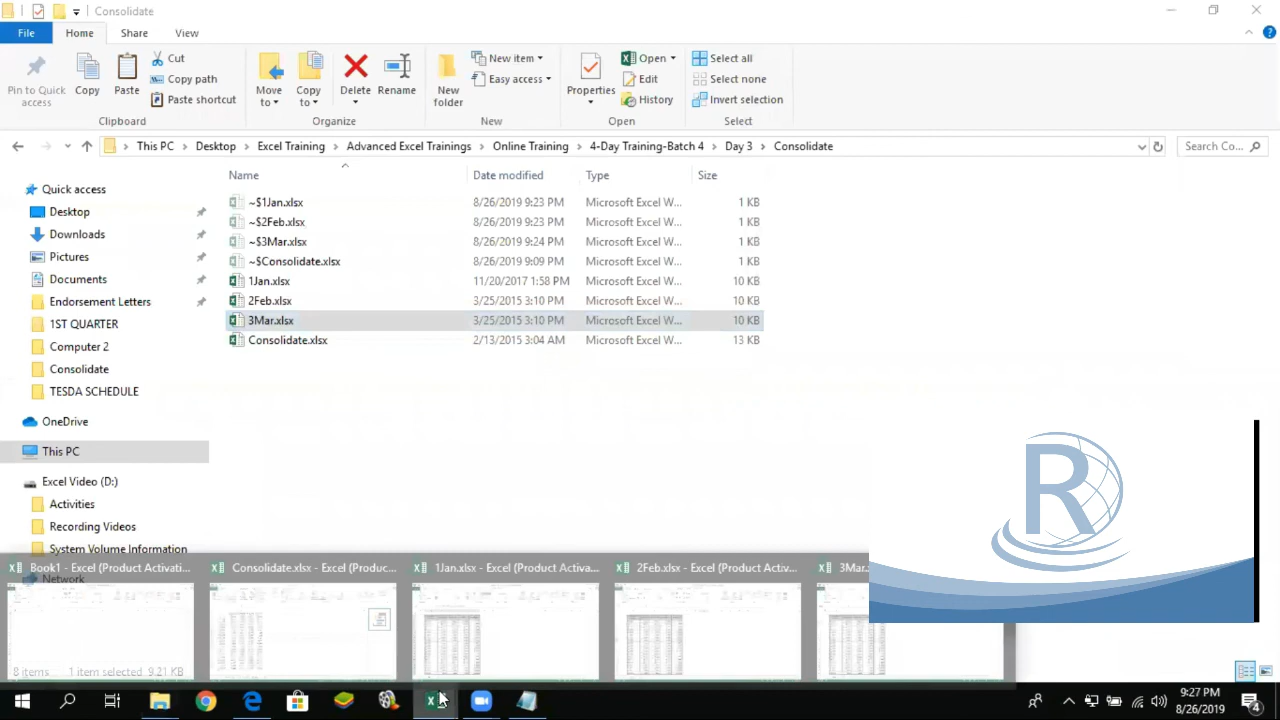 Consolidate
File Home Share View
Pin to Quick access
Copy
Paste
Cut
Copy path
Paste shortcut
Clipboard
Move to
Copy to
Delete
Rename
Organize
New folder
New item
Easy access
New
Properties
Open
Edit
History
Open
Select all
Select none
Invert selection
Select
This PC > Desktop > Excel Training > Advanced Excel Trainings > Online Training > 4-Day Training-Batch 4 > Day 3 > Consolidate
Search Co...
Name Date modified Type Size
~$1Jan.xlsx 8/26/2019 9:23 PM Microsoft Excel W... 1 KB
~$2Feb.xlsx 8/26/2019 9:23 PM Microsoft Excel W... 1 KB
~$3Mar.xlsx 8/26/2019 9:24 PM Microsoft Excel W... 1 KB
~$Consolidate.xlsx 8/26/2019 9:09 PM Microsoft Excel W... 1 KB
1Jan.xlsx 11/20/2017 1:58 PM Microsoft Excel W... 10 KB
2Feb.xlsx 3/25/2015 3:10 PM Microsoft Excel W... 10 KB
3Mar.xlsx 3/25/2015 3:10 PM Microsoft Excel W... 10 KB
Consolidate.xlsx 2/13/2015 3:04 AM Microsoft Excel W... 13 KB
Quick access
Desktop
Downloads
Pictures
Documents
Endorsement Letters
1ST QUARTER
Computer 2
Consolidate
TESDA SCHEDULE
OneDrive
This PC
Excel Video (D:)
Activities
Recording Videos
System Volume Information
Network
R
Book1 - Excel (Product Activati...
Consolidate.xlsx - Excel (Produc...
1Jan.xlsx - Excel (Product Activa...
2Feb.xlsx - Excel (Product Activ...
3Mar.
8 items 1 item selected 9.21 KB
9:27 PM
8/26/2019
4